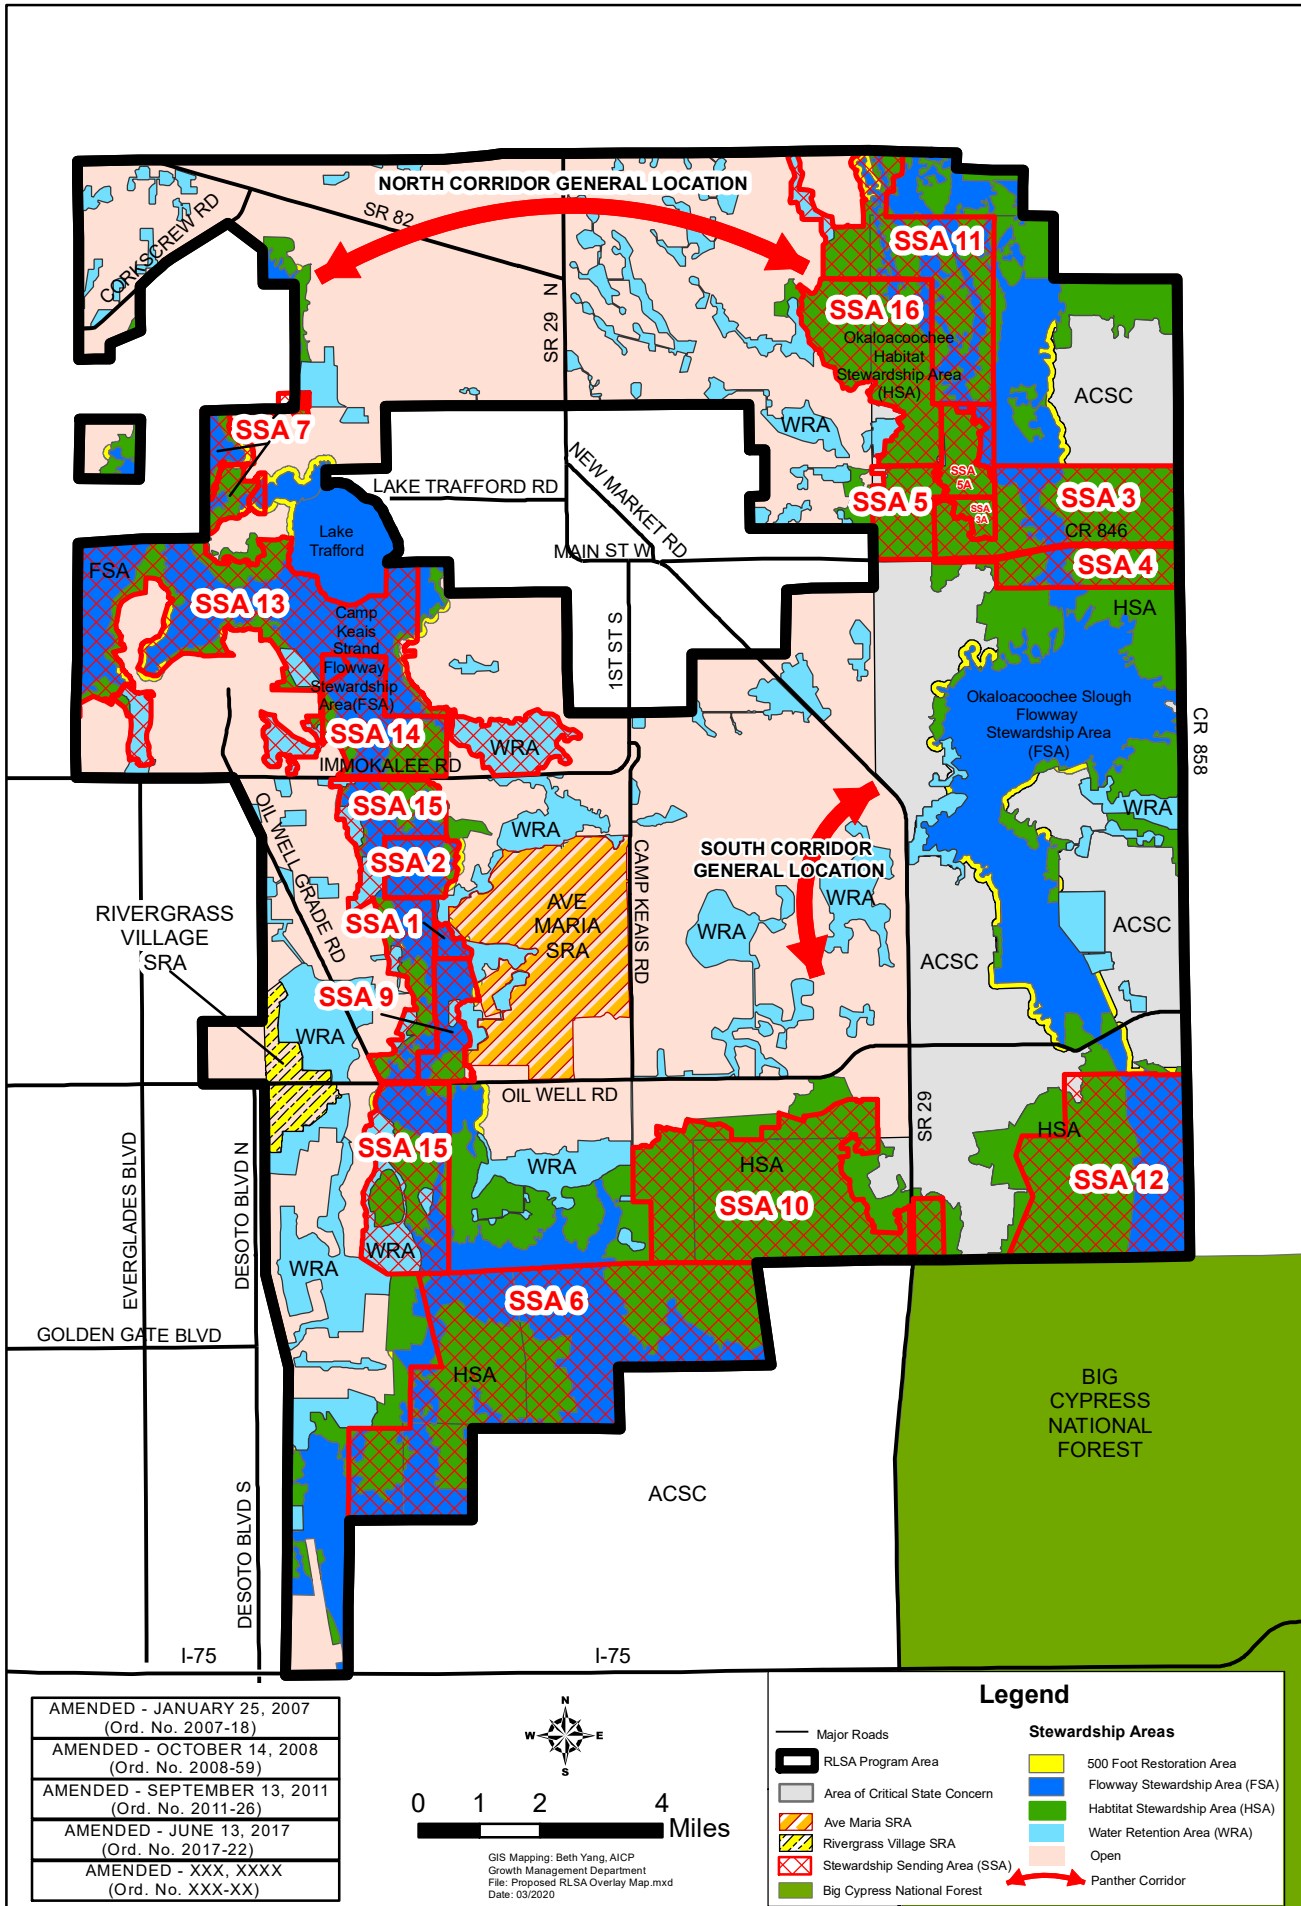 NORTH CORRIDOR GENERAL LOCATION
SR 82
CORKSCREW RD
SR 29 N
SSA 11
SSA 16
Okaloacoochee
Habitat
Stewardship Area
(HSA)
ACSC
WRA
SSA 7
NEW MARKET RD
LAKE TRAFFORD RD
SSA
5A
SSA 5
SSA 3
SSA
3A
CR 846
Lake
Trafford
MAIN ST W
SSA 4
FSA
SSA 13
HSA
Camp
Keais
Strand
Flowway
Stewardship
Area(FSA)
1ST ST S
Okaloacoochee Slough
Flowway
Stewardship Area
(FSA)
CR 858
SSA 14
WRA
IMMOKALEE RD
SSA 15
OIL WELL GRADE RD
WRA
WRA
SSA 2
SOUTH CORRIDOR
GENERAL LOCATION
CAMP KEAIS RD
WRA
RIVERGRASS
VILLAGE
SRA
SSA 1
AVE
MARIA
SRA
WRA
ACSC
ACSC
SSA 9
WRA
OIL WELL RD
SR 29
EVERGLADES BLVD
DESOTO BLVD N
SSA 15
WRA
HSA
HSA
SSA 12
SSA 10
WRA
WRA
SSA 6
GOLDEN GATE BLVD
HSA
BIG
CYPRESS
NATIONAL
FOREST
DESOTO BLVD S
ACSC
I-75
I-75
AMENDED - JANUARY 25, 2007
(Ord. No. 2007-18)
AMENDED - OCTOBER 14, 2008
(Ord. No. 2008-59)
AMENDED - SEPTEMBER 13, 2011
(Ord. No. 2011-26)
AMENDED - JUNE 13, 2017
(Ord. No. 2017-22)
AMENDED - XXX, XXXX
(Ord. No. XXX-XX)
N
W E
S
0 1 2 4
Miles
GIS Mapping: Beth Yang, AICP
Growth Management Department
File: Proposed RLSA Overlay Map.mxd
Date: 03/2020
Legend
Major Roads
RLSA Program Area
Area of Critical State Concern
Ave Maria SRA
Rivergrass Village SRA
Stewardship Sending Area (SSA)
Big Cypress National Forest
Stewardship Areas
500 Foot Restoration Area
Flowway Stewardship Area (FSA)
Habtitat Stewardship Area (HSA)
Water Retention Area (WRA)
Open
Panther Corridor